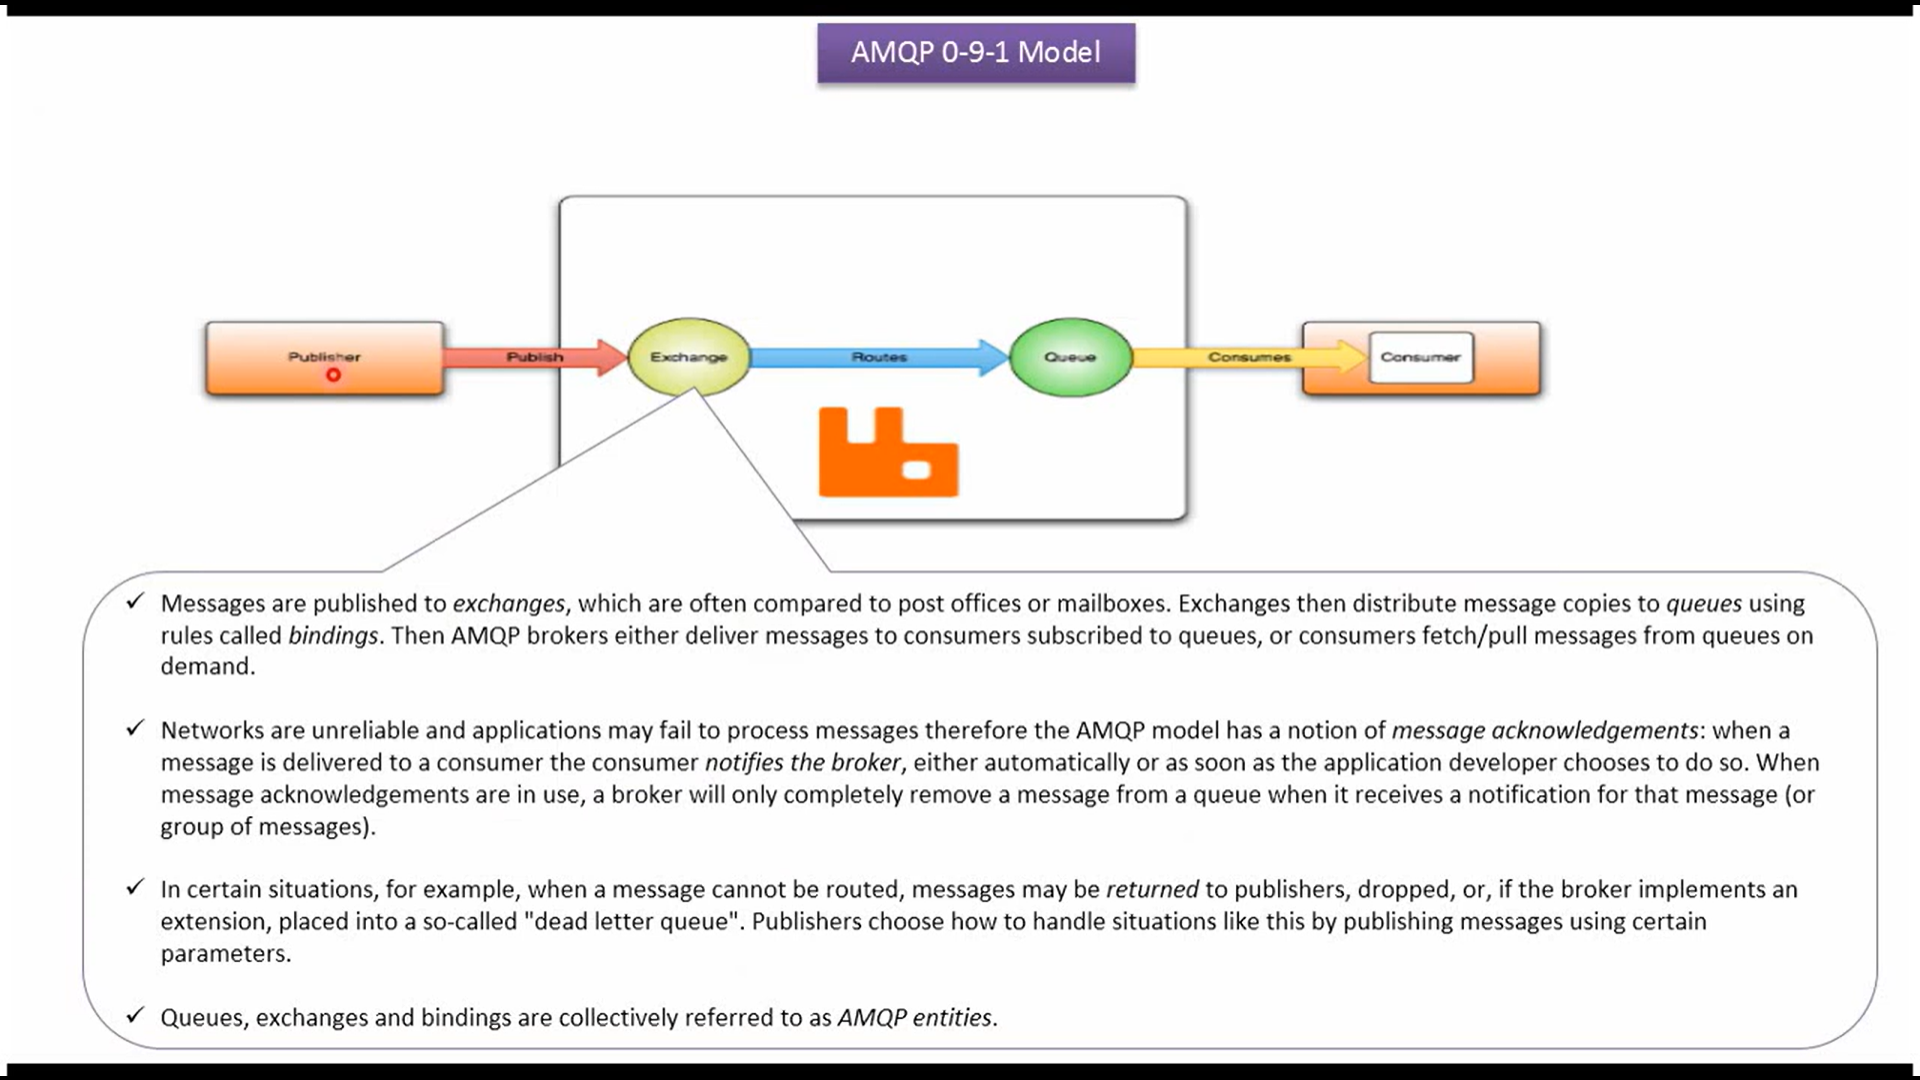 AMQP 0-9-1 Model
Publisher
Publish
Exchange
Routes
Queue
Consumes
Consumer
✓ Messages are published to exchanges, which are often compared to post offices or mailboxes. Exchanges then distribute message copies to queues using
rules called bindings. Then AMQP brokers either deliver messages to consumers subscribed to queues, or consumers fetch/pull messages from queues on
demand.
✓ Networks are unreliable and applications may fail to process messages therefore the AMQP model has a notion of message acknowledgements: when a
message is delivered to a consumer the consumer notifies the broker, either automatically or as soon as the application developer chooses to do so. When
message acknowledgements are in use, a broker will only completely remove a message from a queue when it receives a notification for that message (or
group of messages).
✓ In certain situations, for example, when a message cannot be routed, messages may be returned to publishers, dropped, or, if the broker implements an
extension, placed into a so-called "dead letter queue". Publishers choose how to handle situations like this by publishing messages using certain
parameters.
✓ Queues, exchanges and bindings are collectively referred to as AMQP entities.